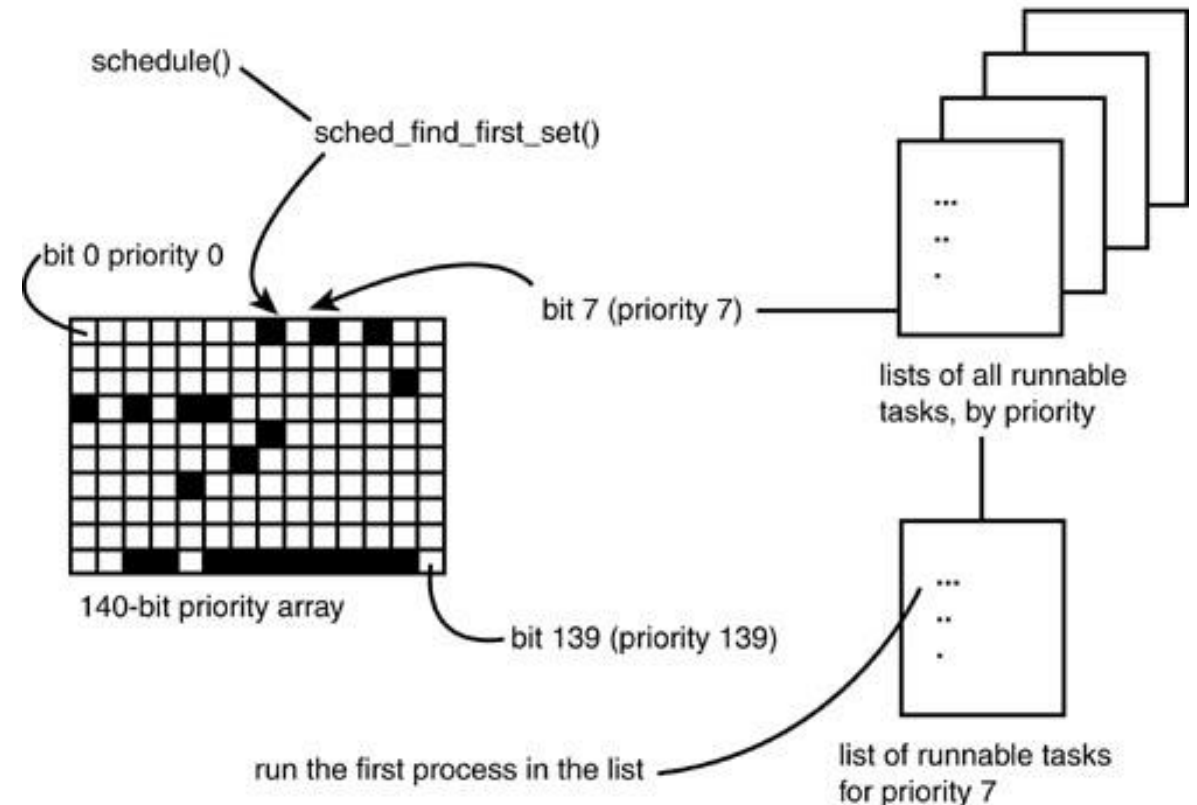 schedule()
sched_find_first_set()
bit 0 priority 0
bit 7 (priority 7)
lists of all runnable
tasks, by priority
140-bit priority array
bit 139 (priority 139)
run the first process in the list
list of runnable tasks
for priority 7